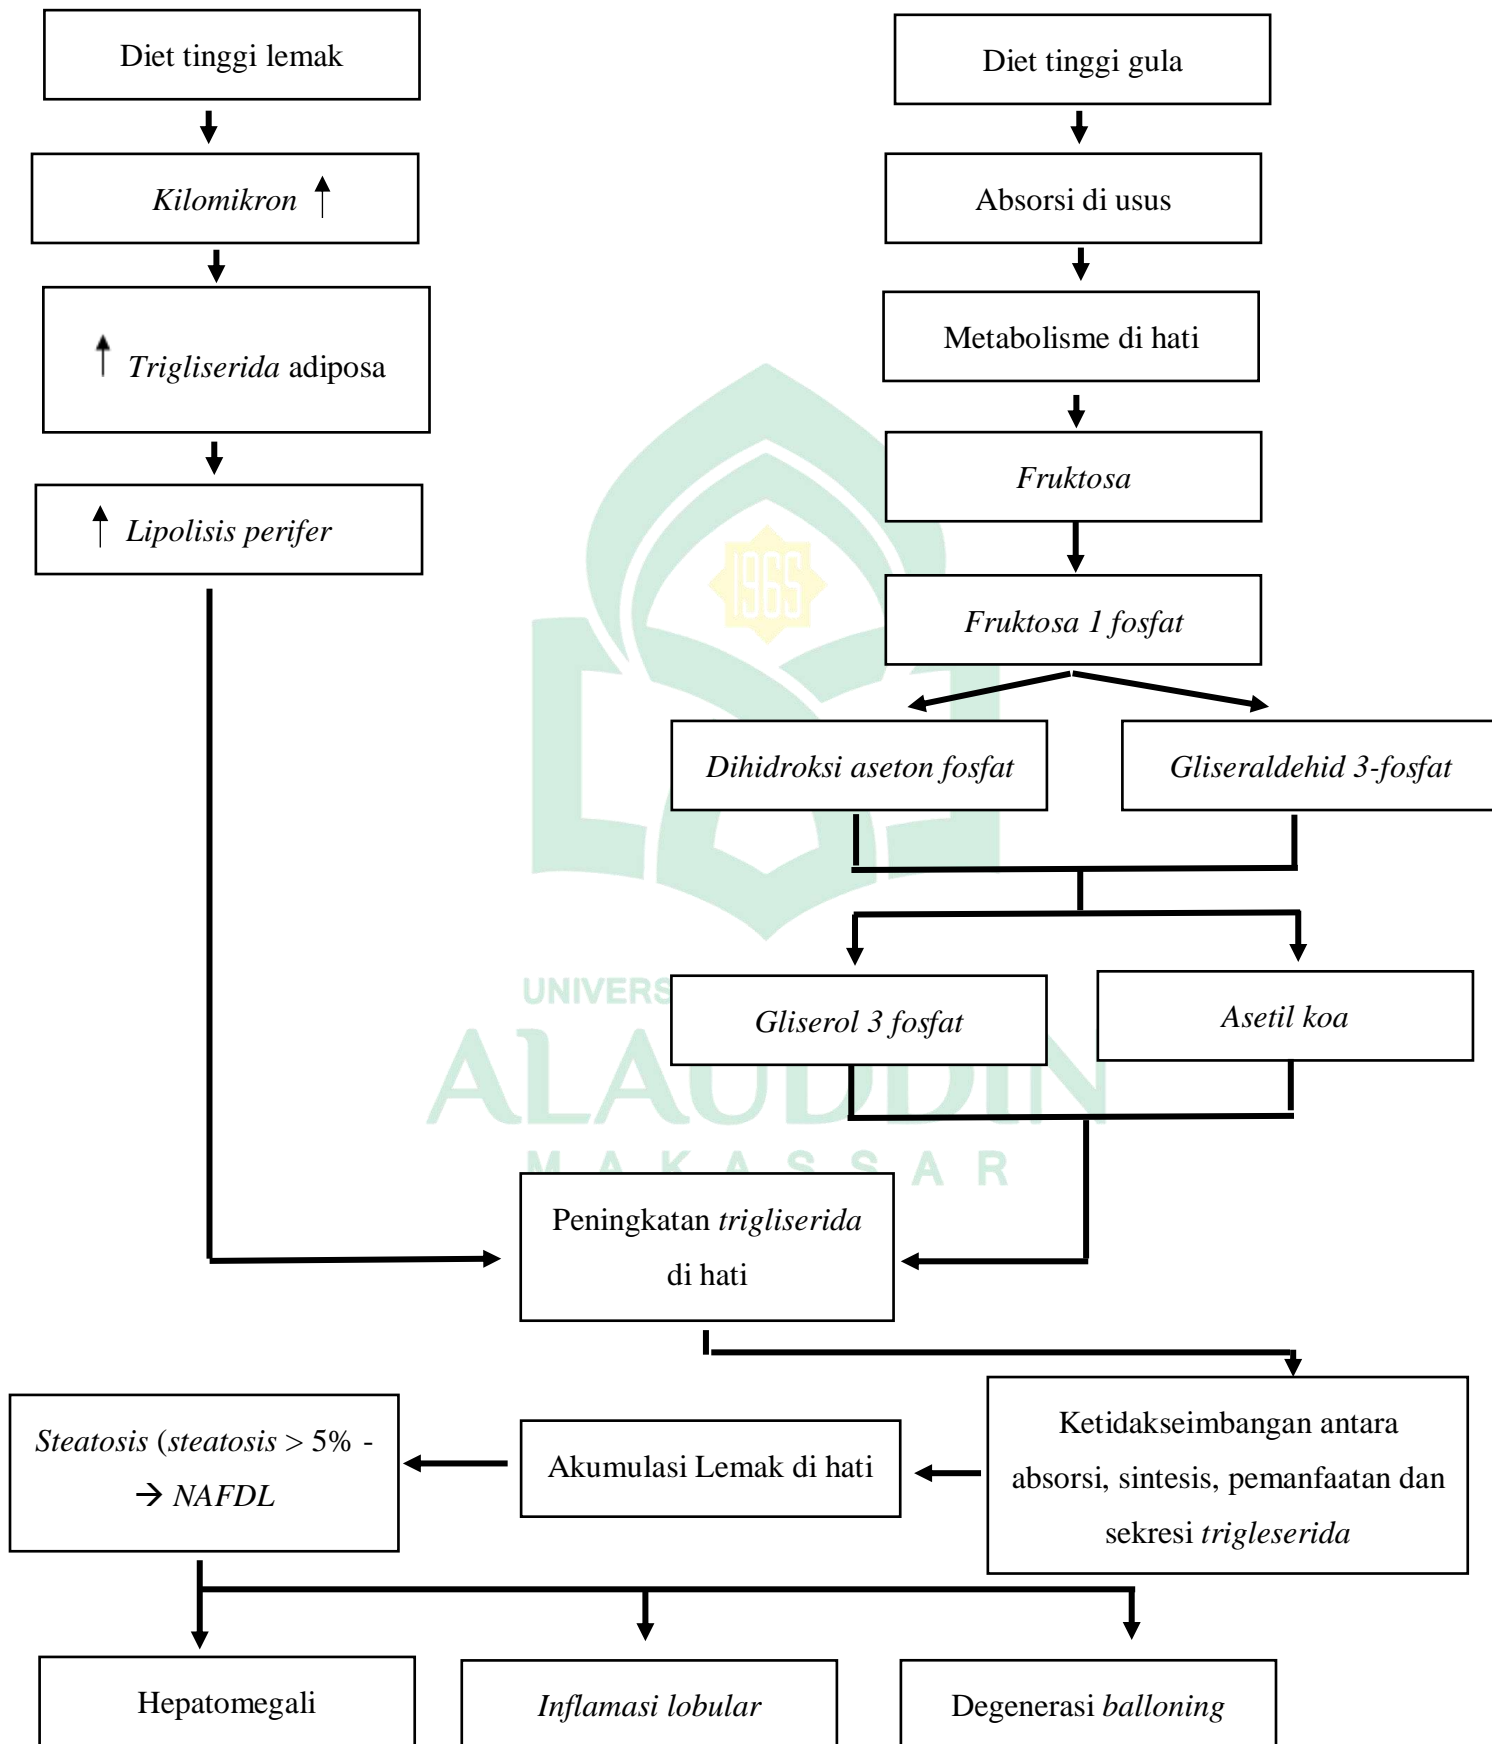 Diet tinggi lemak
Diet tinggi gula
Kilomikron ↑
Absorsi di usus
↑ Trigliserida adiposa
Metabolisme di hati
↑ Lipolisis perifer
Fruktosa
1965
Fruktosa 1 fosfat
Dihidroksi aseton fosfat
Gliseraldehid 3-fosfat
UNIVERS
Gliserol 3 fosfat
Asetil koa
ALAUDDIN
MAKASSAR
Peningkatan trigliserida
di hati
Steatosis (steatosis > 5% -
→ NAFDL
Akumulasi Lemak di hati
Ketidakseimbangan antara
absorsi, sintesis, pemanfaatan dan
sekresi trigleserida
Hepatomegali
Inflamasi lobular
Degenerasi balloning